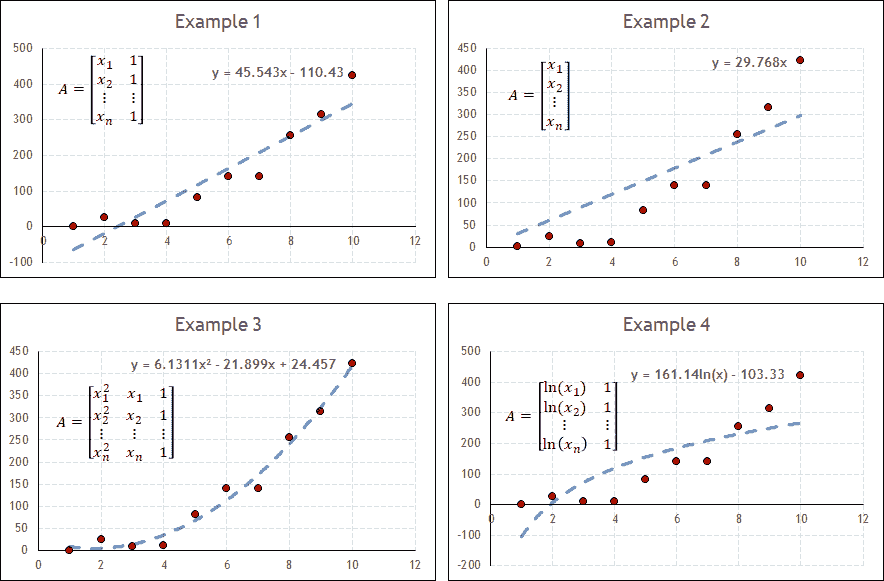 Example 1
500
400
300
200
100
0
-100
0 2 4 6 8 10 12
A = [x₁ 1
x₂ 1
⋮ ⋮
xₙ 1]
y = 45.543x - 110.43
Example 2
450
400
350
300
250
200
150
100
50
0
0 2 4 6 8 10 12
A = [x₁
x₂
⋮
xₙ]
y = 29.768x
Example 3
450
400
350
300
250
200
150
100
50
0
0 2 4 6 8 10 12
A = [x₁² x₁ 1
x₂² x₂ 1
⋮ ⋮ ⋮
xₙ² xₙ 1]
y = 6.1311x² - 21.899x + 24.457
Example 4
500
400
300
200
100
0
-100
-200
0 2 4 6 8 10 12
A = [ln(x₁) 1
ln(x₂) 1
⋮ ⋮
ln(xₙ) 1]
y = 161.14ln(x) - 103.33